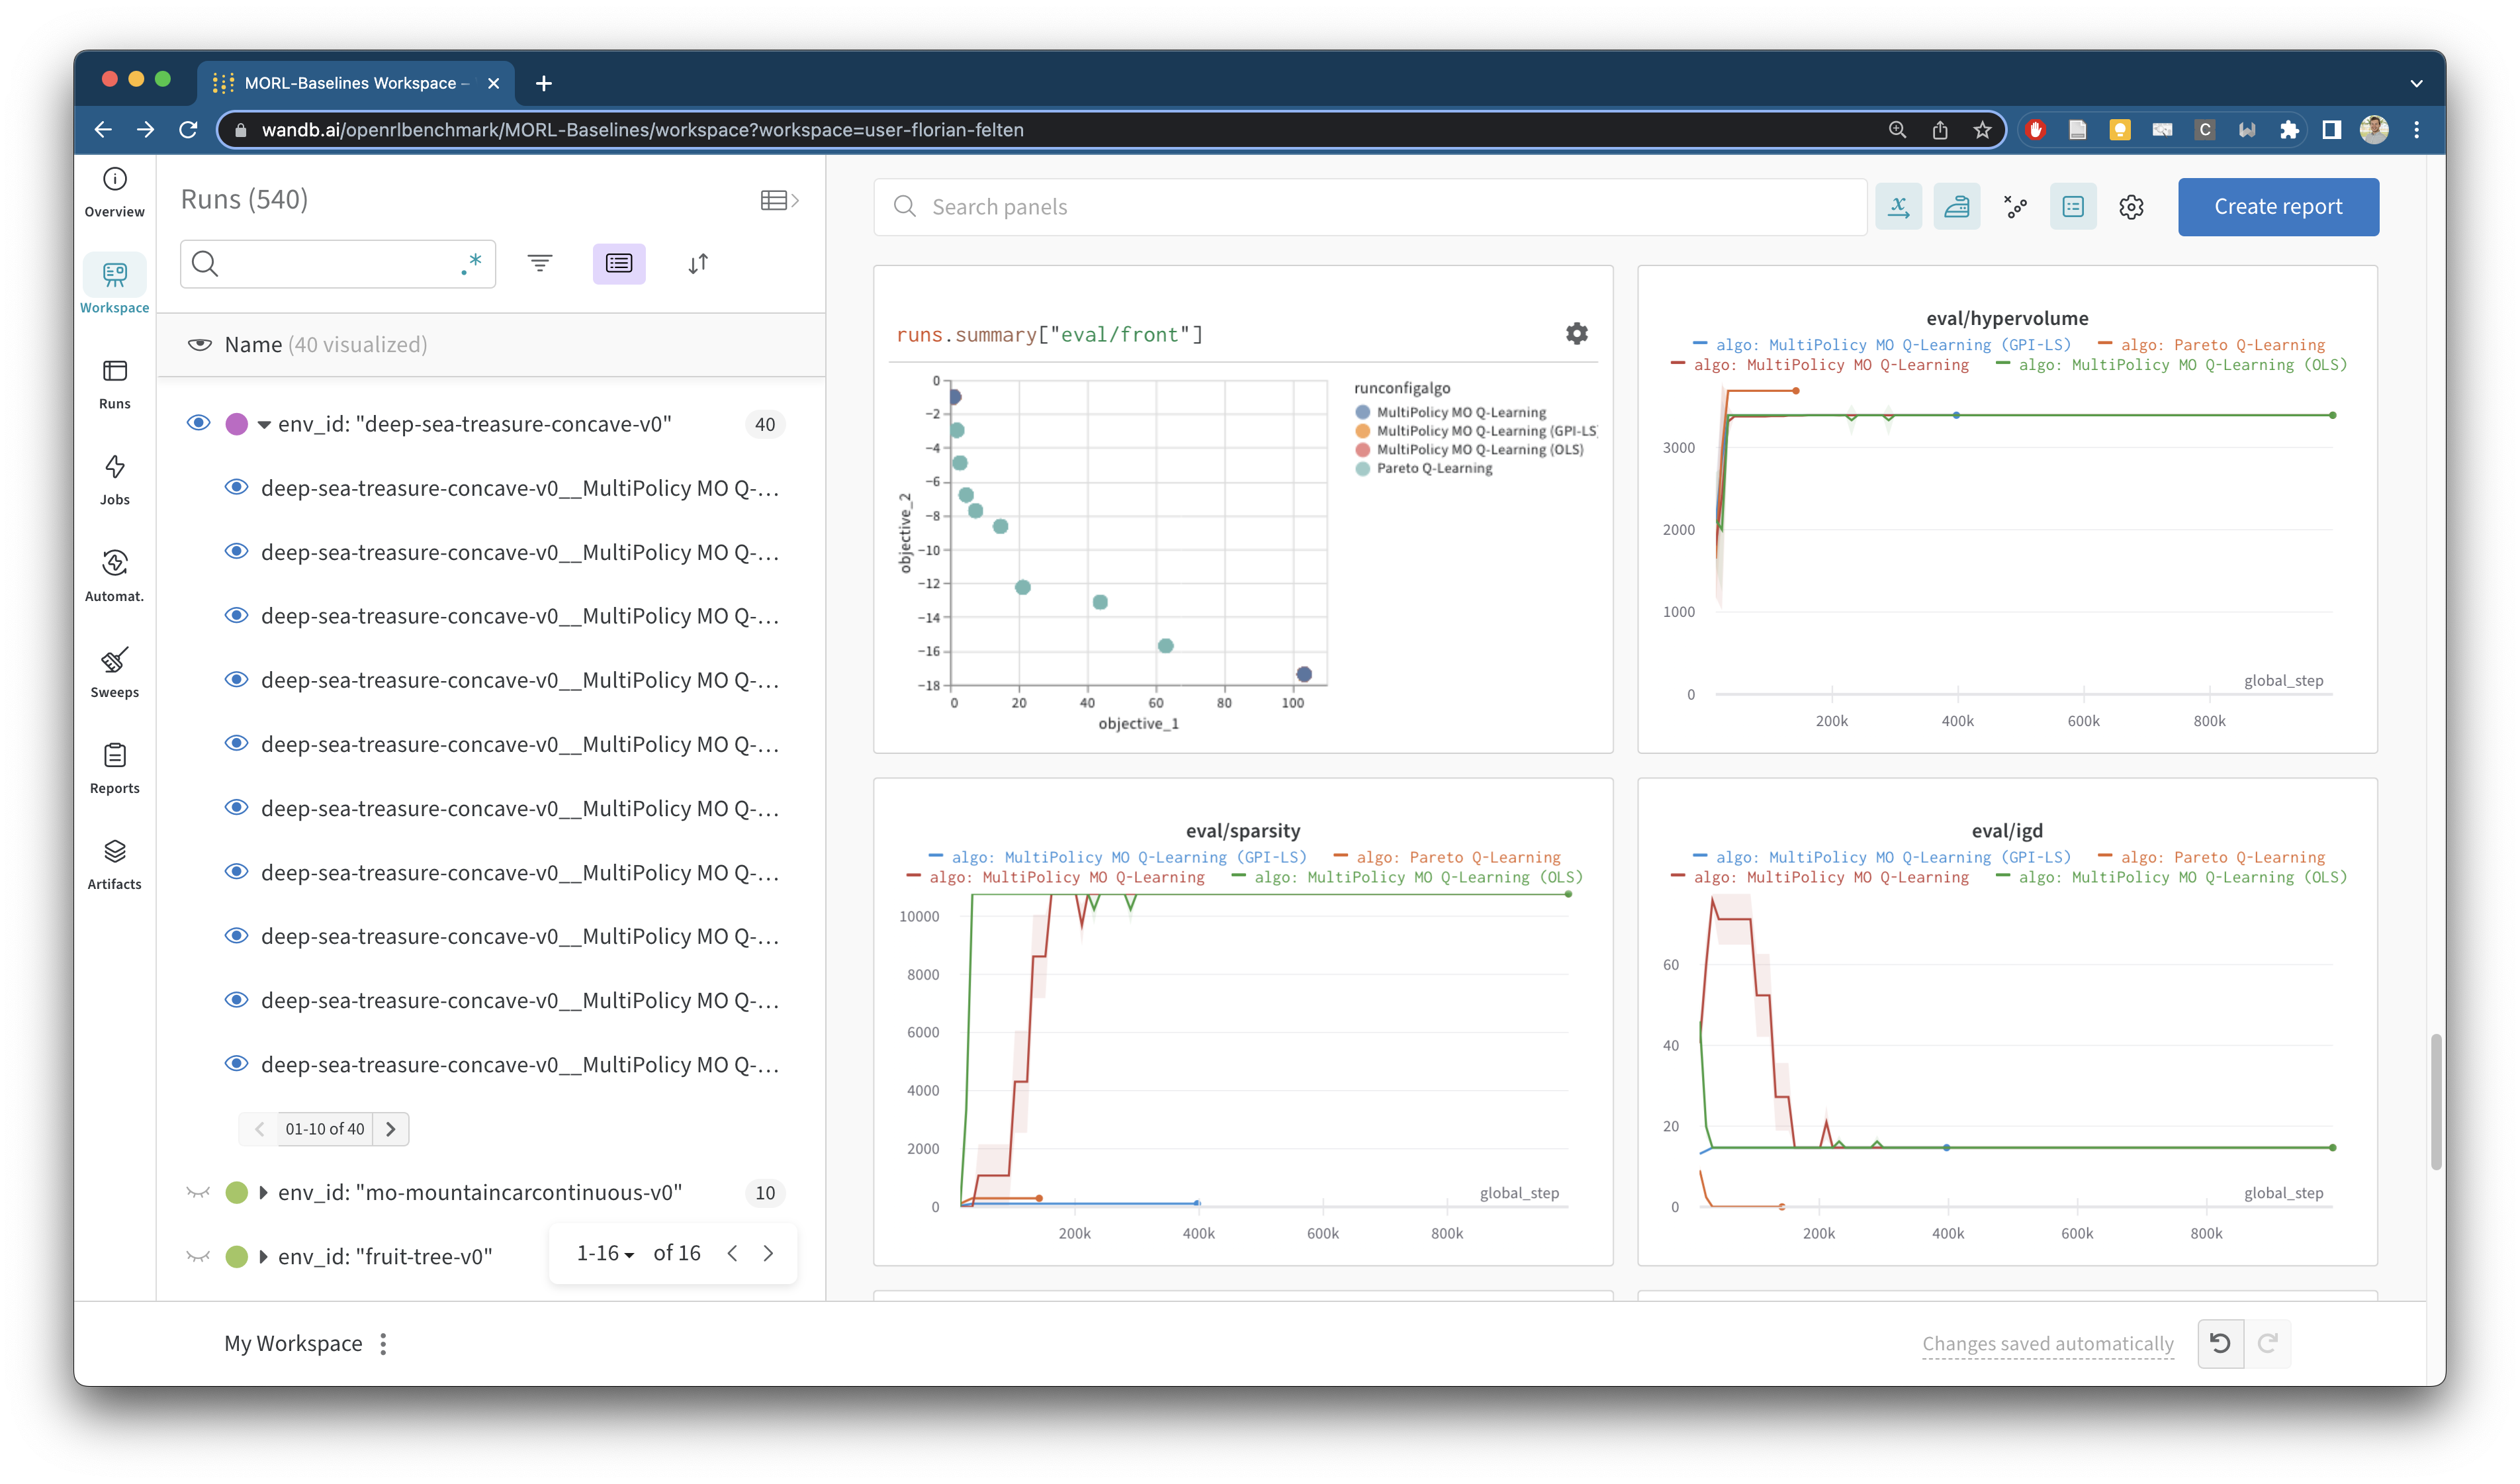 MORL-Baselines Workspace –
wandb.ai/openrlbenchmark/MORL-Baselines/workspace?workspace=user-florian-felten
C
Overview
Workspace
Runs
Jobs
Automat.
Sweeps
Reports
Artifacts
Runs (540)
.*
Name (40 visualized)
env_id: "deep-sea-treasure-concave-v0" 40
deep-sea-treasure-concave-v0__MultiPolicy MO Q-...
deep-sea-treasure-concave-v0__MultiPolicy MO Q-...
deep-sea-treasure-concave-v0__MultiPolicy MO Q-...
deep-sea-treasure-concave-v0__MultiPolicy MO Q-...
deep-sea-treasure-concave-v0__MultiPolicy MO Q-...
deep-sea-treasure-concave-v0__MultiPolicy MO Q-...
deep-sea-treasure-concave-v0__MultiPolicy MO Q-...
deep-sea-treasure-concave-v0__MultiPolicy MO Q-...
deep-sea-treasure-concave-v0__MultiPolicy MO Q-...
deep-sea-treasure-concave-v0__MultiPolicy MO Q-...
01-10 of 40
env_id: "mo-mountaincarcontinuous-v0" 10
env_id: "fruit-tree-v0"
1-16 of 16
Search panels
x
Create report
runs.summary["eval/front"]
0
−2
−4
−6
−8
−10
−12
−14
−16
−18
objective_2
0 20 40 60 80 100
objective_1
runconfigalgo
MultiPolicy MO Q-Learning
MultiPolicy MO Q-Learning (GPI-LS
MultiPolicy MO Q-Learning (OLS)
Pareto Q-Learning
eval/hypervolume
algo: MultiPolicy MO Q-Learning (GPI-LS) algo: Pareto Q-Learning
algo: MultiPolicy MO Q-Learning algo: MultiPolicy MO Q-Learning (OLS)
3000
2000
1000
0
global_step
200k 400k 600k 800k
eval/sparsity
algo: MultiPolicy MO Q-Learning (GPI-LS) algo: Pareto Q-Learning
algo: MultiPolicy MO Q-Learning algo: MultiPolicy MO Q-Learning (OLS)
10000
8000
6000
4000
2000
0
global_step
200k 400k 600k 800k
eval/igd
algo: MultiPolicy MO Q-Learning (GPI-LS) algo: Pareto Q-Learning
algo: MultiPolicy MO Q-Learning algo: MultiPolicy MO Q-Learning (OLS)
60
40
20
0
global_step
200k 400k 600k 800k
My Workspace
Changes saved automatically